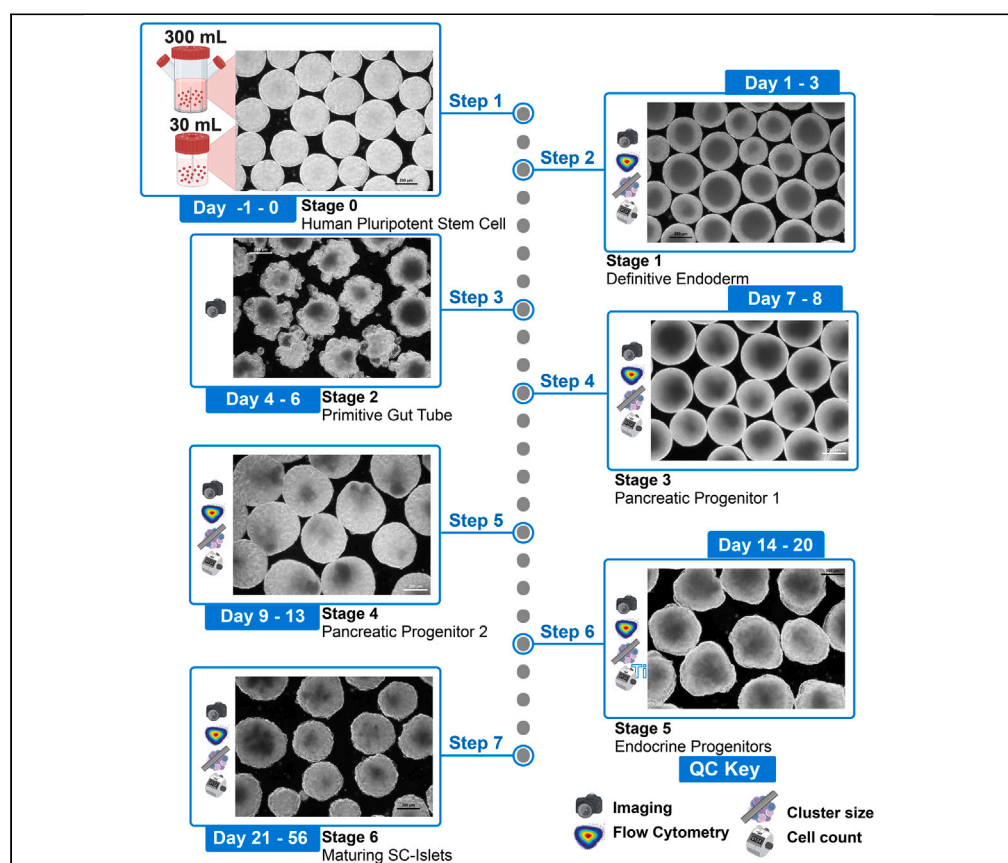 300 mL
30 mL
Step 1
Day -1 - 0
Stage 0
Human Pluripotent Stem Cell
Day 1 - 3
Step 2
Stage 1
Definitive Endoderm
Step 3
Day 4 - 6
Stage 2
Primitive Gut Tube
Day 7 - 8
Step 4
Stage 3
Pancreatic Progenitor 1
Step 5
Day 9 - 13
Stage 4
Pancreatic Progenitor 2
Day 14 - 20
Step 6
Ti
Stage 5
Endocrine Progenitors
Step 7
Day 21 - 56
Stage 6
Maturing SC-Islets
QC Key
Imaging
Flow Cytometry
Cluster size
Cell count